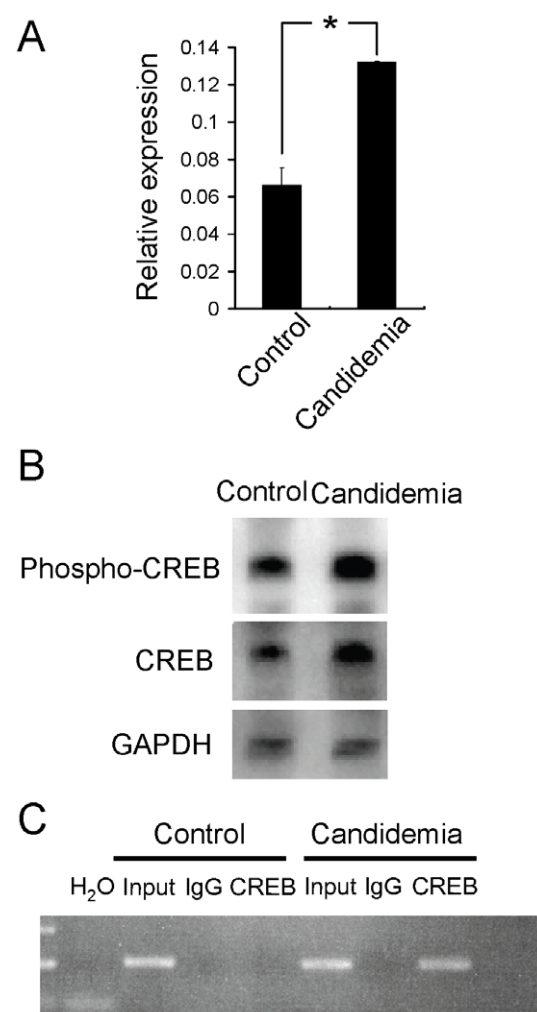 A
*
0.14
0.12
0.1
0.08
0.06
0.04
0.02
0
Relative expression
Control
Candidemia
B
Control Candidemia
Phospho-CREB
CREB
GAPDH
C
Control Candidemia
H₂O Input IgG CREB Input IgG CREB